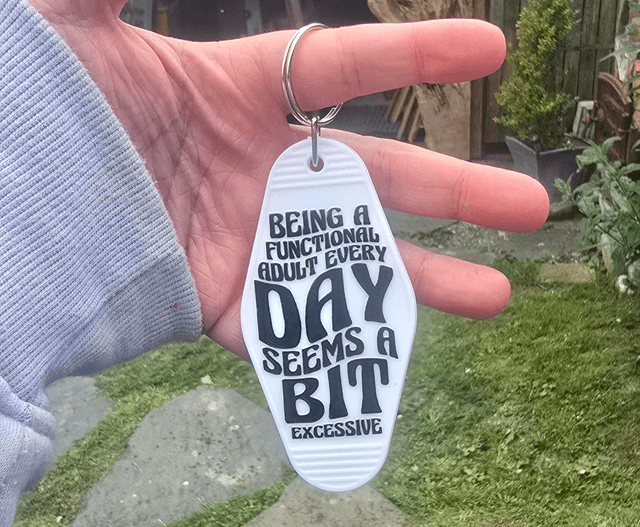 BEING A
FUNCTIONAL
ADULT EVERY
DAY
SEEMS A
BIT
EXCESSIVE